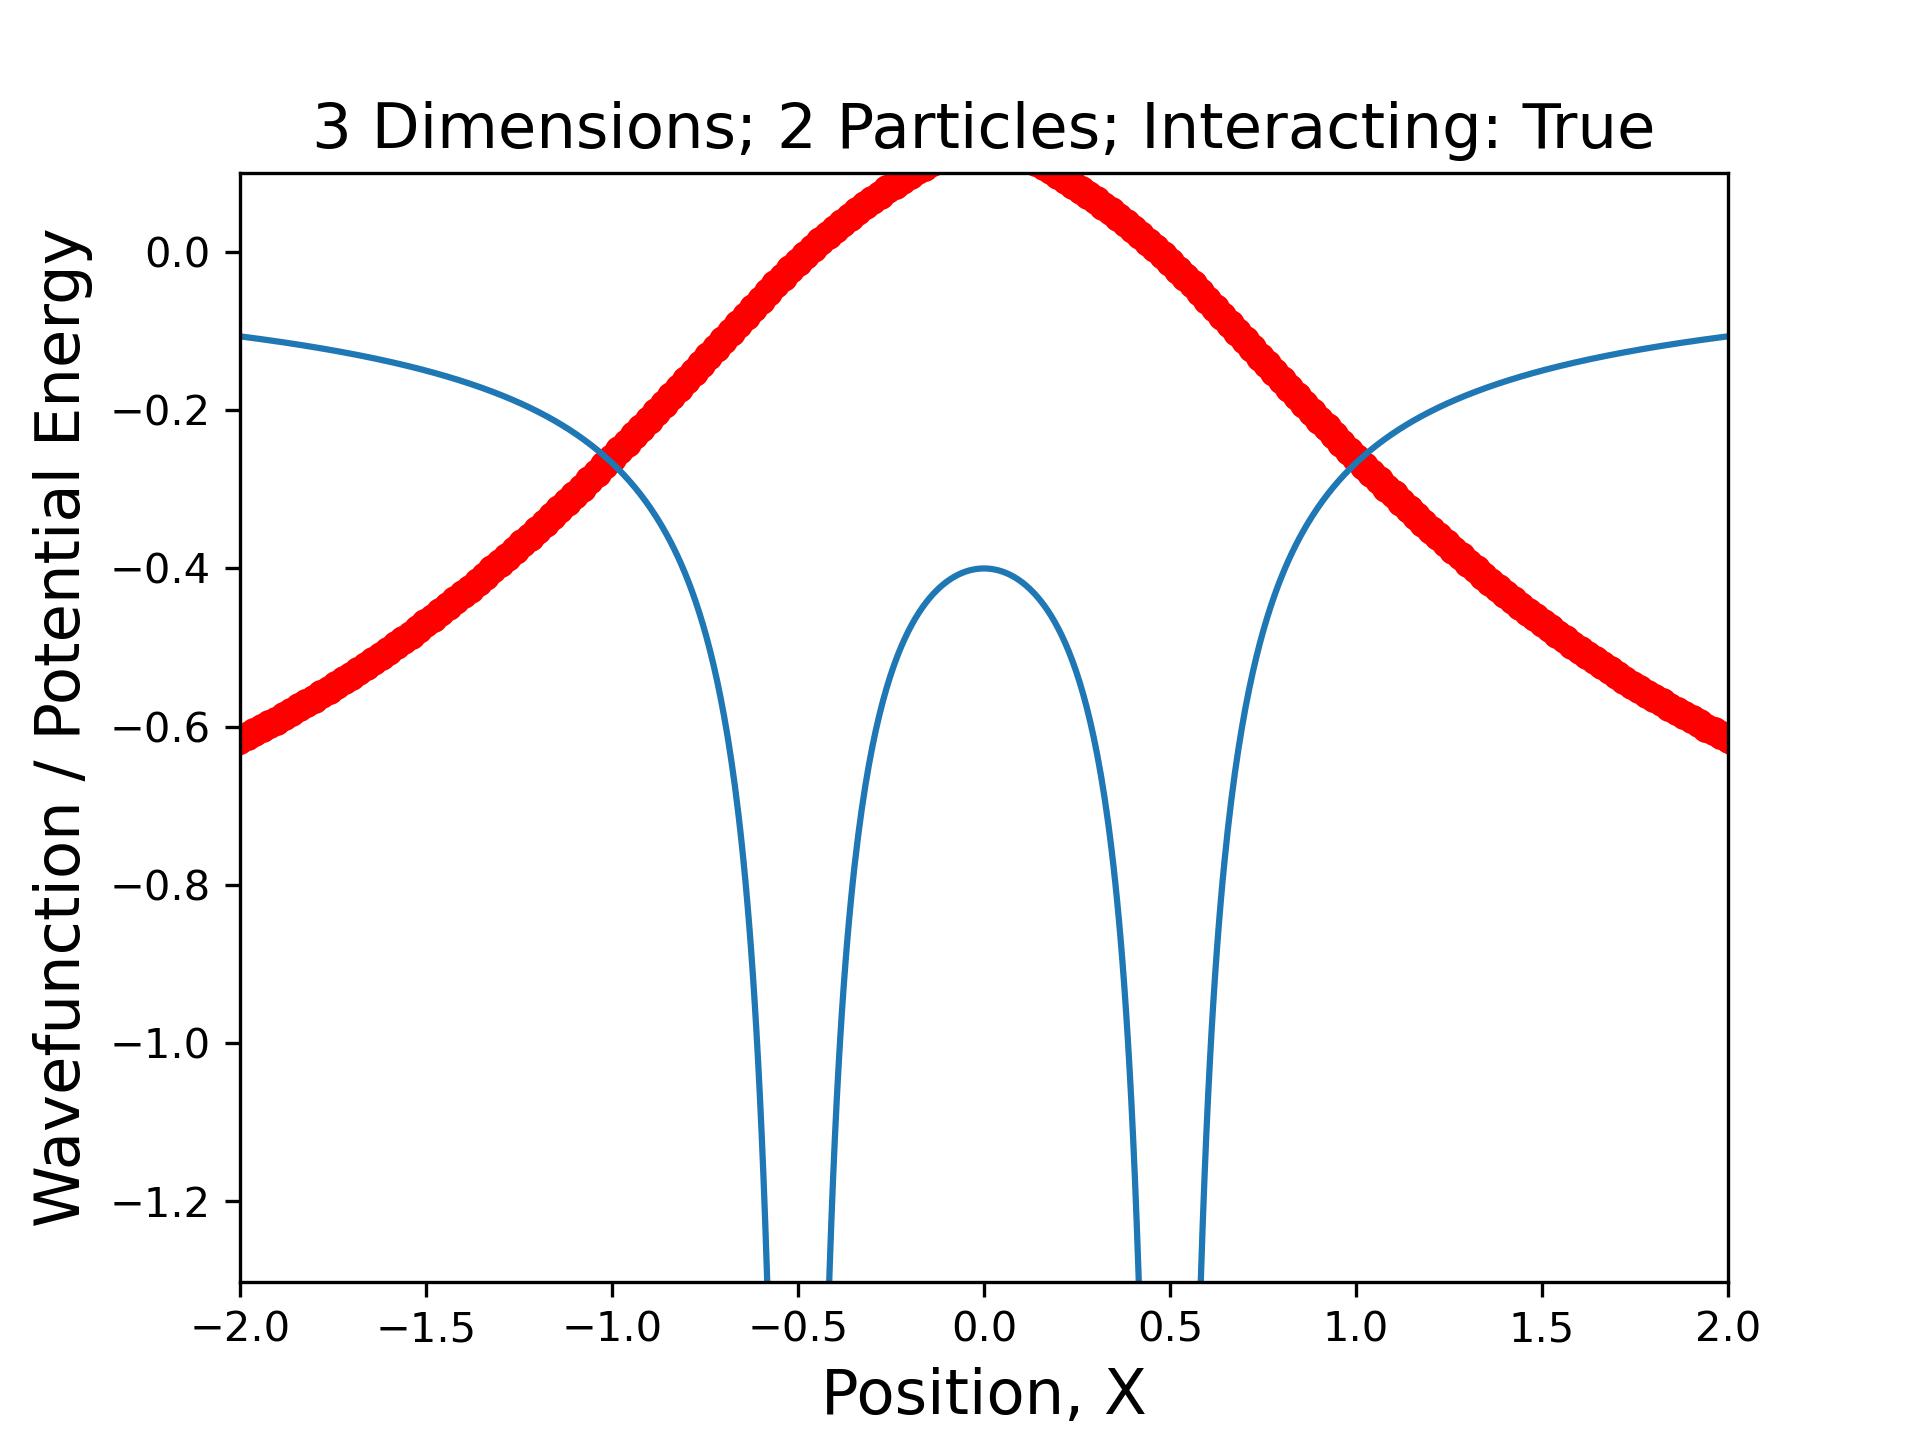 3 Dimensions; 2 Particles; Interacting: True
Wavefunction / Potential Energy
0.0
−0.2
−0.4
−0.6
−0.8
−1.0
−1.2
−2.0 −1.5 −1.0 −0.5 0.0 0.5 1.0 1.5 2.0
Position, X